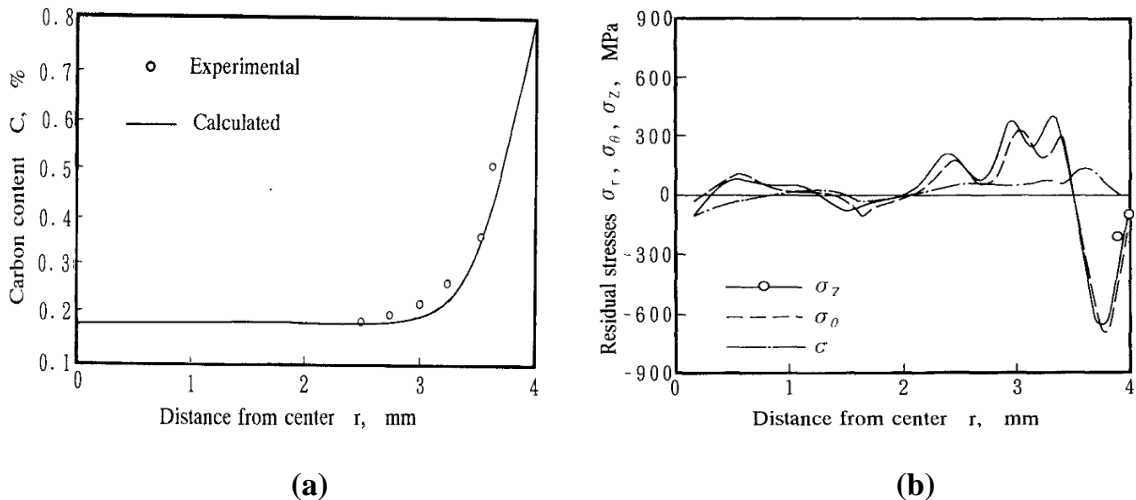 0.8
0.7
0.6
0.5
0.4
0.3
0.2
0.1
Carbon content C, %
Experimental
Calculated
0 1 2 3 4
Distance from center r, mm
(a)
900
600
300
0
-300
-600
-900
Residual stresses σr, σθ, σZ, MPa
σZ
σθ
σ
0 1 2 3 4
Distance from center r, mm
(b)